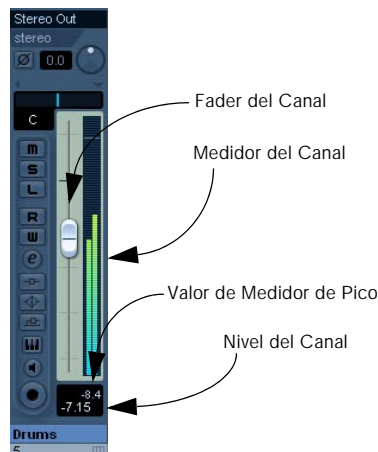 Stereo Out
stereo
0.0
Fader del Canal
C
Medidor del Canal
m
S
L
R
W
e
Valor de Medidor de Pico
Nivel del Canal
-8.4
-7.15
Drums
5